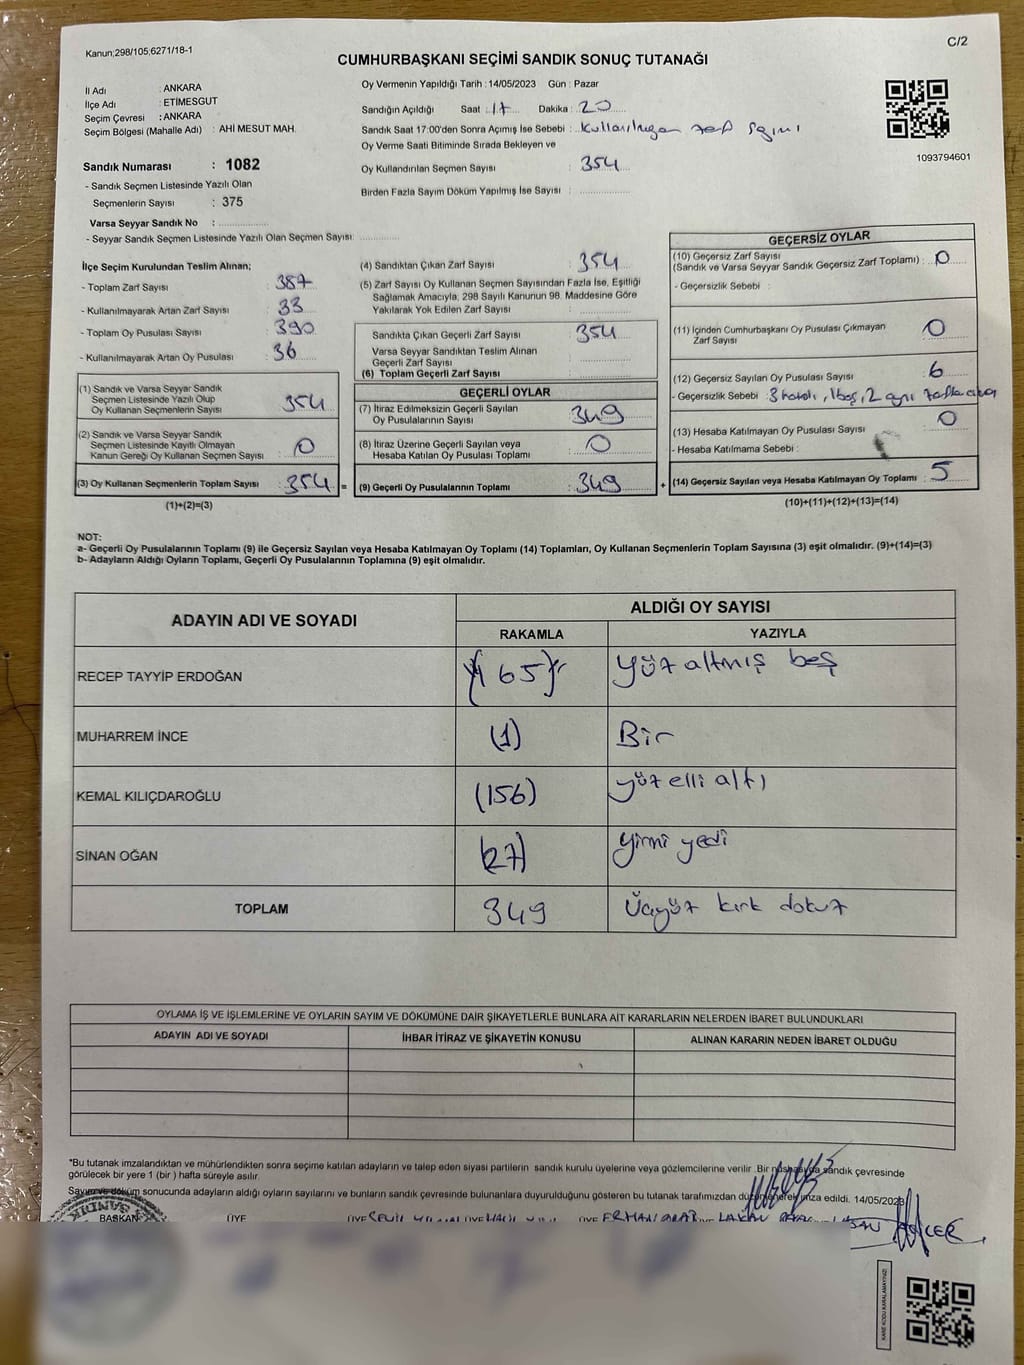 Kanun;298/105;6271/18-1
C/2
CUMHURBAŞKANI SEÇİMİ SANDIK SONUÇ TUTANAĞI
İl Adı : ANKARA
İlçe Adı : ETİMESGUT
Seçim Çevresi : ANKARA
Seçim Bölgesi (Mahalle Adı) : AHİ MESUT MAH.
Sandık Numarası : 1082
- Sandık Seçmen Listesinde Yazılı Olan
Seçmenlerin Sayısı : 375
Varsa Seyyar Sandık No :
- Seyyar Sandık Seçmen Listesinde Yazılı Olan Seçmen Sayısı:
Oy Vermenin Yapıldığı Tarih : 14/05/2023 Gün : Pazar
Sandığın Açıldığı Saat : 17 Dakika : 20
Sandık Saat 17:00'den Sonra Açımış İse Sebebi : Kullanılmayan zarf sayımı
Oy Verme Saati Bitiminde Sırada Bekleyen ve
Oy Kullandırılan Seçmen Sayısı : 354
Birden Fazla Sayım Döküm Yapılmış İse Sayısı :
1093794601
İlçe Seçim Kurulundan Teslim Alınan;
- Toplam Zarf Sayısı : 387
- Kullanılmayarak Artan Zarf Sayısı : 33
- Toplam Oy Pusulası Sayısı : 390
- Kullanılmayarak Artan Oy Pusulası : 36
(1) Sandık ve Varsa Seyyar Sandık
Seçmen Listesinde Yazılı Olup
Oy Kullanan Seçmenlerin Sayısı : 354
(2) Sandık ve Varsa Seyyar Sandık
Seçmen Listesinde Kayıtlı Olmayan
Kanun Gereği Oy Kullanan Seçmen Sayısı : 0
(3) Oy Kullanan Seçmenlerin Toplam Sayısı : 354 =
(1)+(2)=(3)
(4) Sandıktan Çıkan Zarf Sayısı : 354
(5) Zarf Sayısı Oy Kullanan Seçmen Sayısından Fazla İse, Eşitliği
Sağlamak Amacıyla, 298 Sayılı Kanunun 98. Maddesine Göre
Yakılarak Yok Edilen Zarf Sayısı :
Sandıkta Çıkan Geçerli Zarf Sayısı : 354
Varsa Seyyar Sandıktan Teslim Alınan
Geçerli Zarf Sayısı :
(6) Toplam Geçerli Zarf Sayısı :
GEÇERLİ OYLAR
(7) İtiraz Edilmeksizin Geçerli Sayılan
Oy Pusulasının Sayısı : 349
(8) İtiraz Üzerine Geçerli Sayılan veya
Hesaba Katılan Oy Pusulası Toplamı : 0
(9) Geçerli Oy Pusulalarının Toplamı : 349 +
GEÇERSİZ OYLAR
(10) Geçersiz Zarf Sayısı
(Sandık ve Varsa Seyyar Sandık Geçersiz Zarf Toplamı) : 0
- Geçersizlik Sebebi :
(11) İçinden Cumhurbaşkanı Oy Pusulası Çıkmayan
Zarf Sayısı : 0
(12) Geçersiz Sayılan Oy Pusulası Sayısı : 6
- Geçersizlik Sebebi : 3 hatalı, 1 boş, 2 aynı zarfta
(13) Hesaba Katılmayan Oy Pusulası Sayısı : 0
- Hesaba Katılmama Sebebi :
(14) Geçersiz Sayılan veya Hesaba Katılmayan Oy Toplamı : 5
(10)+(11)+(12)+(13)=(14)
NOT:
a- Geçerli Oy Pusulalarının Toplamı (9) ile Geçersiz Sayılan veya Hesaba Katılmayan Oy Toplamı (14) Toplamları, Oy Kullanan Seçmenlerin Toplam Sayısına (3) eşit olmalıdır. (9)+(14)=(3)
b- Adayların Aldığı Oyların Toplamı, Geçerli Oy Pusulalarının Toplamına (9) eşit olmalıdır.
ADAYIN ADI VE SOYADI
ALDIĞI OY SAYISI
RAKAMLA YAZIYLA
RECEP TAYYİP ERDOĞAN (165) Yüz altmış beş
MUHARREM İNCE (1) Bir
KEMAL KILIÇDAROĞLU (156) yüz elli altı
SİNAN OĞAN (27) Yirmi yedi
TOPLAM 349 Üçyüz kırk dokuz
OYLAMA İŞ VE İŞLEMLERİNE VE OYLARIN SAYIM VE DÖKÜMÜNE DAİR ŞİKAYETLERLE BUNLARA AİT KARARLARIN NELERDEN İBARET BULUNDUKLARI
ADAYIN ADI VE SOYADI İHBAR İTİRAZ VE ŞİKAYETİN KONUSU ALINAN KARARIN NEDEN İBARET OLDUĞU
*Bu tutanak imzalandıktan ve mühürlendikten sonra seçime katılan adayların ve talep eden siyasi partilerin sandık kurulu üyelerine veya gözlemcilerine verilir. Bir nüshası da sandık çevresinde
görülecek bir yere 1 (bir) hafta süreyle asılır.
Sayım ve döküm sonucunda adayların aldığı oyların sayılarını ve bunların sandık çevresinde bulunanlara duyurulduğunu gösteren bu tutanak tarafımızdan düzenlenerek imza edildi. 14/05/2023
BAŞKAN ÜYE ÜYE ÜYE ÜYE
KARE KODU KARALAMAYINIZ!